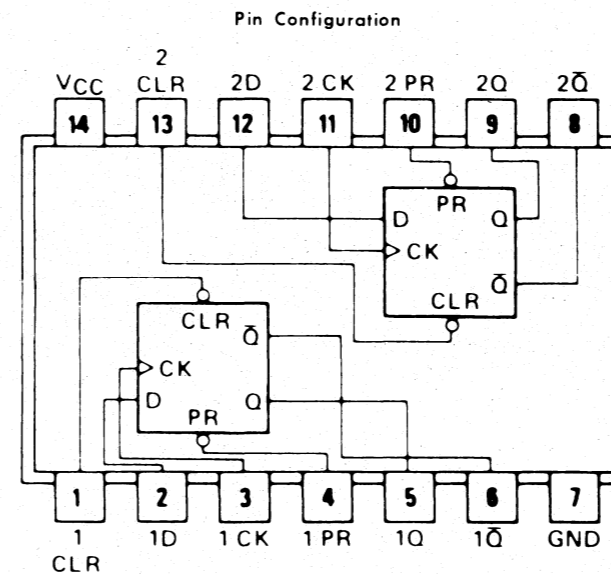 Pin Configuration
2
VCC CLR 2D 2 CK 2 PR 2Q 2Q̄
14 13 12 11 10 9 8
PR
D Q
CK
CLR Q̄
CLR Q̄
CK
D Q
PR
1 2 3 4 5 6 7
1 1D 1 CK 1 PR 1Q 1Q̄ GND
CLR